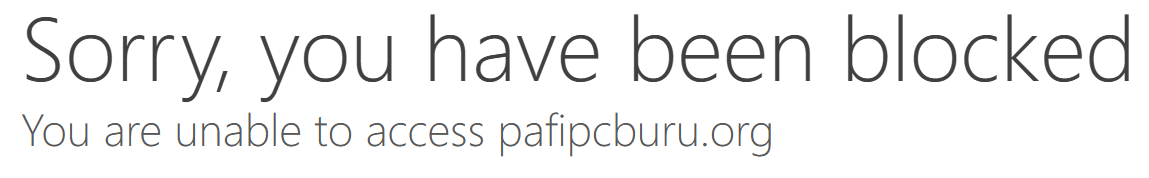 Sorry, you have been blocked
You are unable to access pafipcburu.org